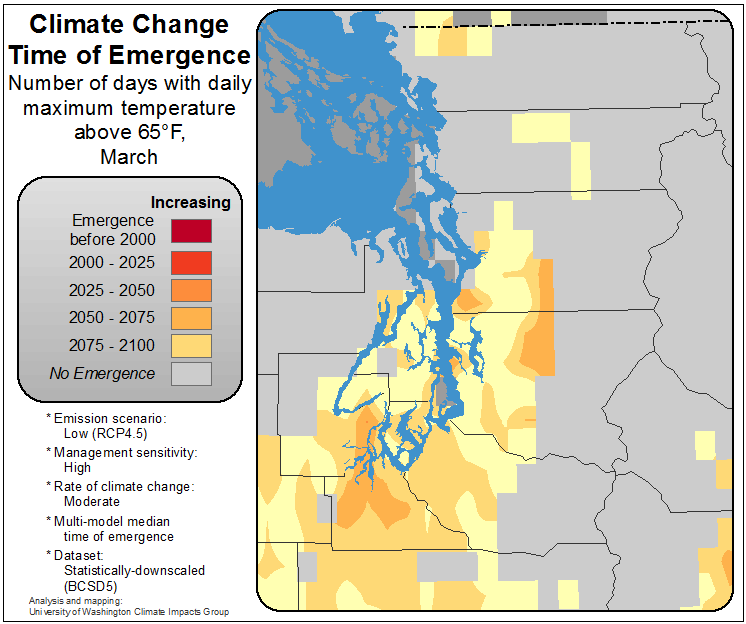 Climate Change
Time of Emergence
Number of days with daily
maximum temperature
above 65°F,
March
Increasing
Emergence
before 2000
2000 - 2025
2025 - 2050
2050 - 2075
2075 - 2100
No Emergence
* Emission scenario:
Low (RCP4.5)
* Management sensitivity:
High
* Rate of climate change:
Moderate
* Multi-model median
time of emergence
* Dataset:
Statistically-downscaled
(BCSD5)
Analysis and mapping:
University of Washington Climate Impacts Group